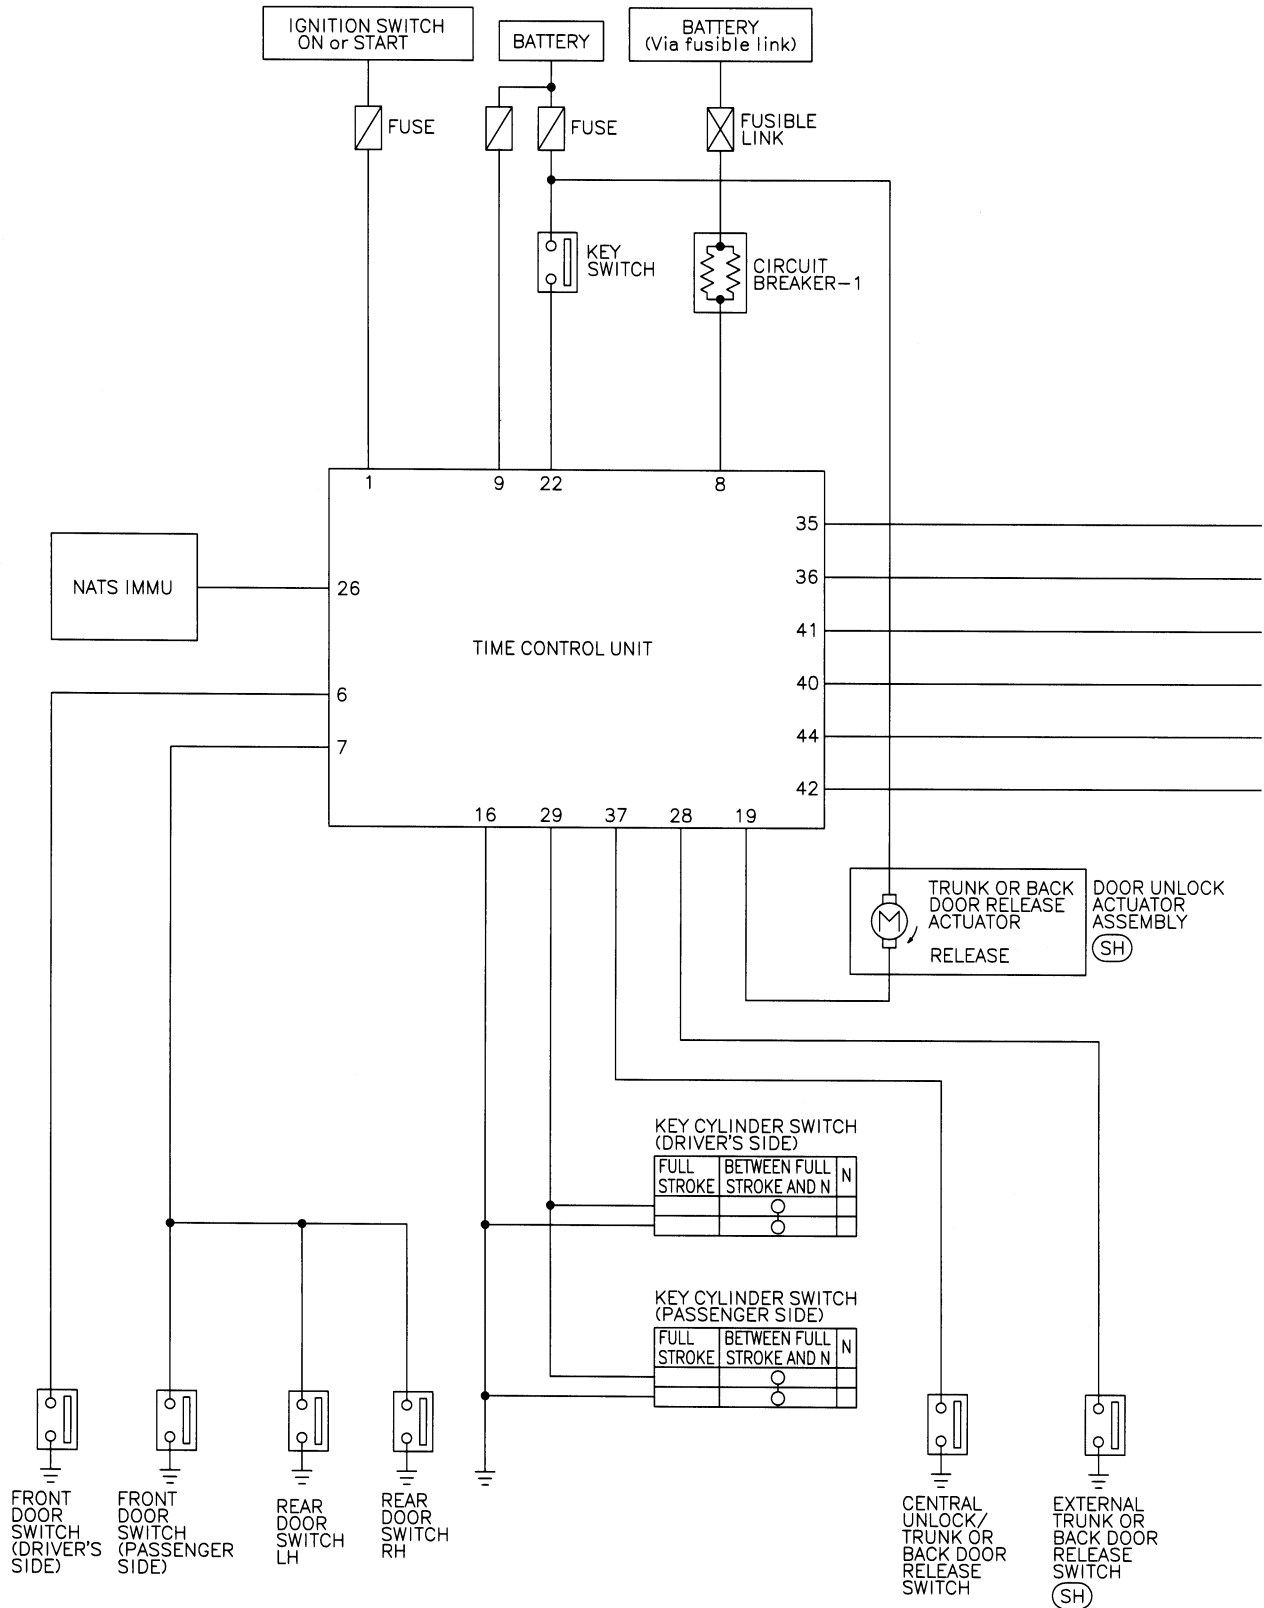 IGNITION SWITCH
ON or START
BATTERY
BATTERY
(Via fusible link)
FUSE
FUSE
FUSIBLE
LINK
KEY
SWITCH
CIRCUIT
BREAKER-1
1
9
22
8
35
36
41
40
44
42
NATS IMMU
26
TIME CONTROL UNIT
6
7
16
29
37
28
19
TRUNK OR BACK
DOOR RELEASE
ACTUATOR
RELEASE
M
DOOR UNLOCK
ACTUATOR
ASSEMBLY
SH
KEY CYLINDER SWITCH
(DRIVER'S SIDE)
FULL
STROKE
BETWEEN FULL
STROKE AND N
N
KEY CYLINDER SWITCH
(PASSENGER SIDE)
FULL
STROKE
BETWEEN FULL
STROKE AND N
N
FRONT
DOOR
SWITCH
(DRIVER'S
SIDE)
FRONT
DOOR
SWITCH
(PASSENGER
SIDE)
REAR
DOOR
SWITCH
LH
REAR
DOOR
SWITCH
RH
CENTRAL
UNLOCK/
TRUNK OR
BACK DOOR
RELEASE
SWITCH
EXTERNAL
TRUNK OR
BACK DOOR
RELEASE
SWITCH
SH